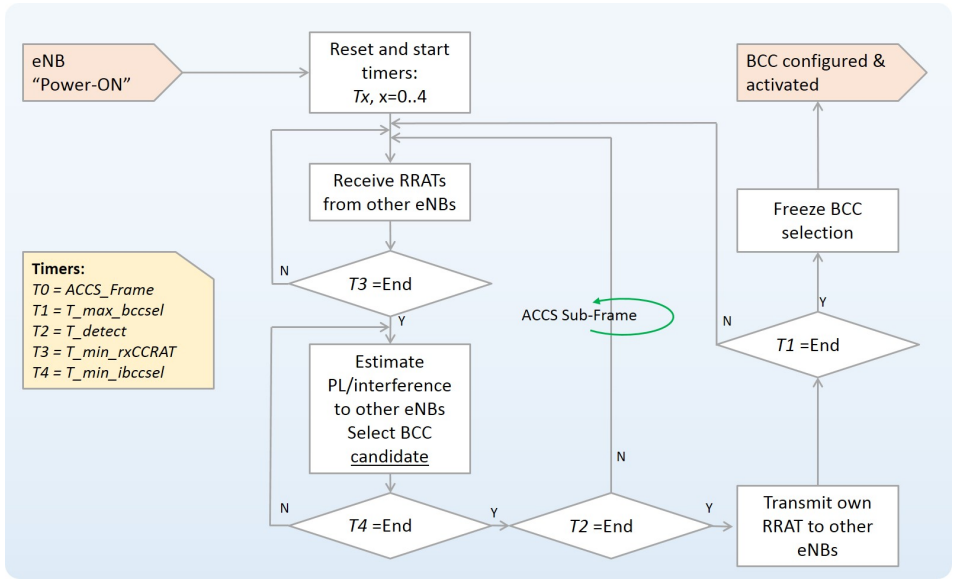 eNB
“Power-ON”
Reset and start
timers:
Tx, x=0..4
BCC configured &
activated
Receive RRATs
from other eNBs
Freeze BCC
selection
Timers:
T0 = ACCS_Frame
T1 = T_max_bccsel
T2 = T_detect
T3 = T_min_rxCCRAT
T4 = T_min_ibccsel
N
T3 =End
Y
ACCS Sub-Frame
Y
N
T1 =End
Estimate
PL/interference
to other eNBs
Select BCC
candidate
N
N
T4 =End
Y
T2 =End
Y
Transmit own
RRAT to other
eNBs